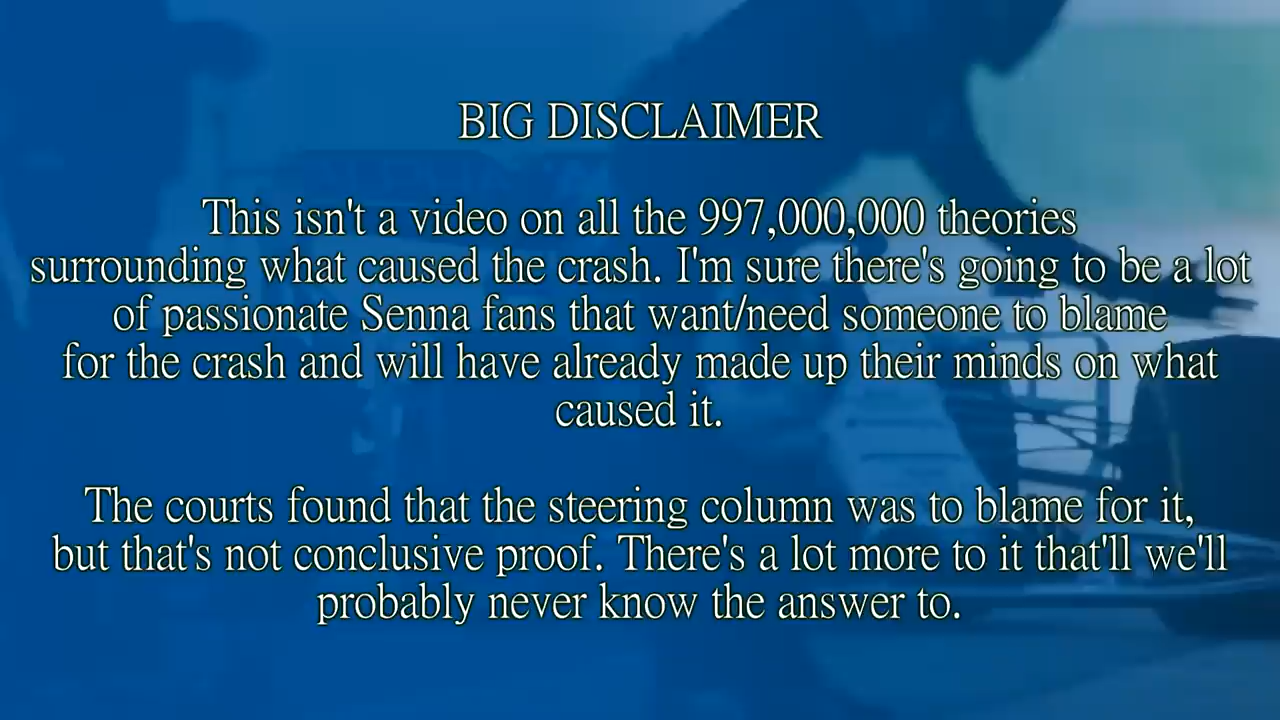 BIG DISCLAIMER
This isn't a video on all the 997,000,000 theories
surrounding what caused the crash. I'm sure there's going to be a lot
of passionate Senna fans that want/need someone to blame
for the crash and will have already made up their minds on what
caused it.
The courts found that the steering column was to blame for it,
but that's not conclusive proof. There's a lot more to it that'll we'll
probably never know the answer to.